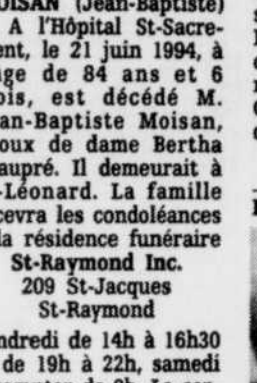 OISAN (Jean-Baptiste)
A l'Hôpital St-Sacre-
ent, le 21 juin 1994, à
âge de 84 ans et 6
ois, est décédé M.
an-Baptiste Moisan,
oux de dame Bertha
aupré. Il demeurait à
-Léonard. La famille
cevra les condoléances
la résidence funéraire
St-Raymond Inc.
209 St-Jacques
St-Raymond
ndredi de 14h à 16h30
de 19h à 22h, samedi